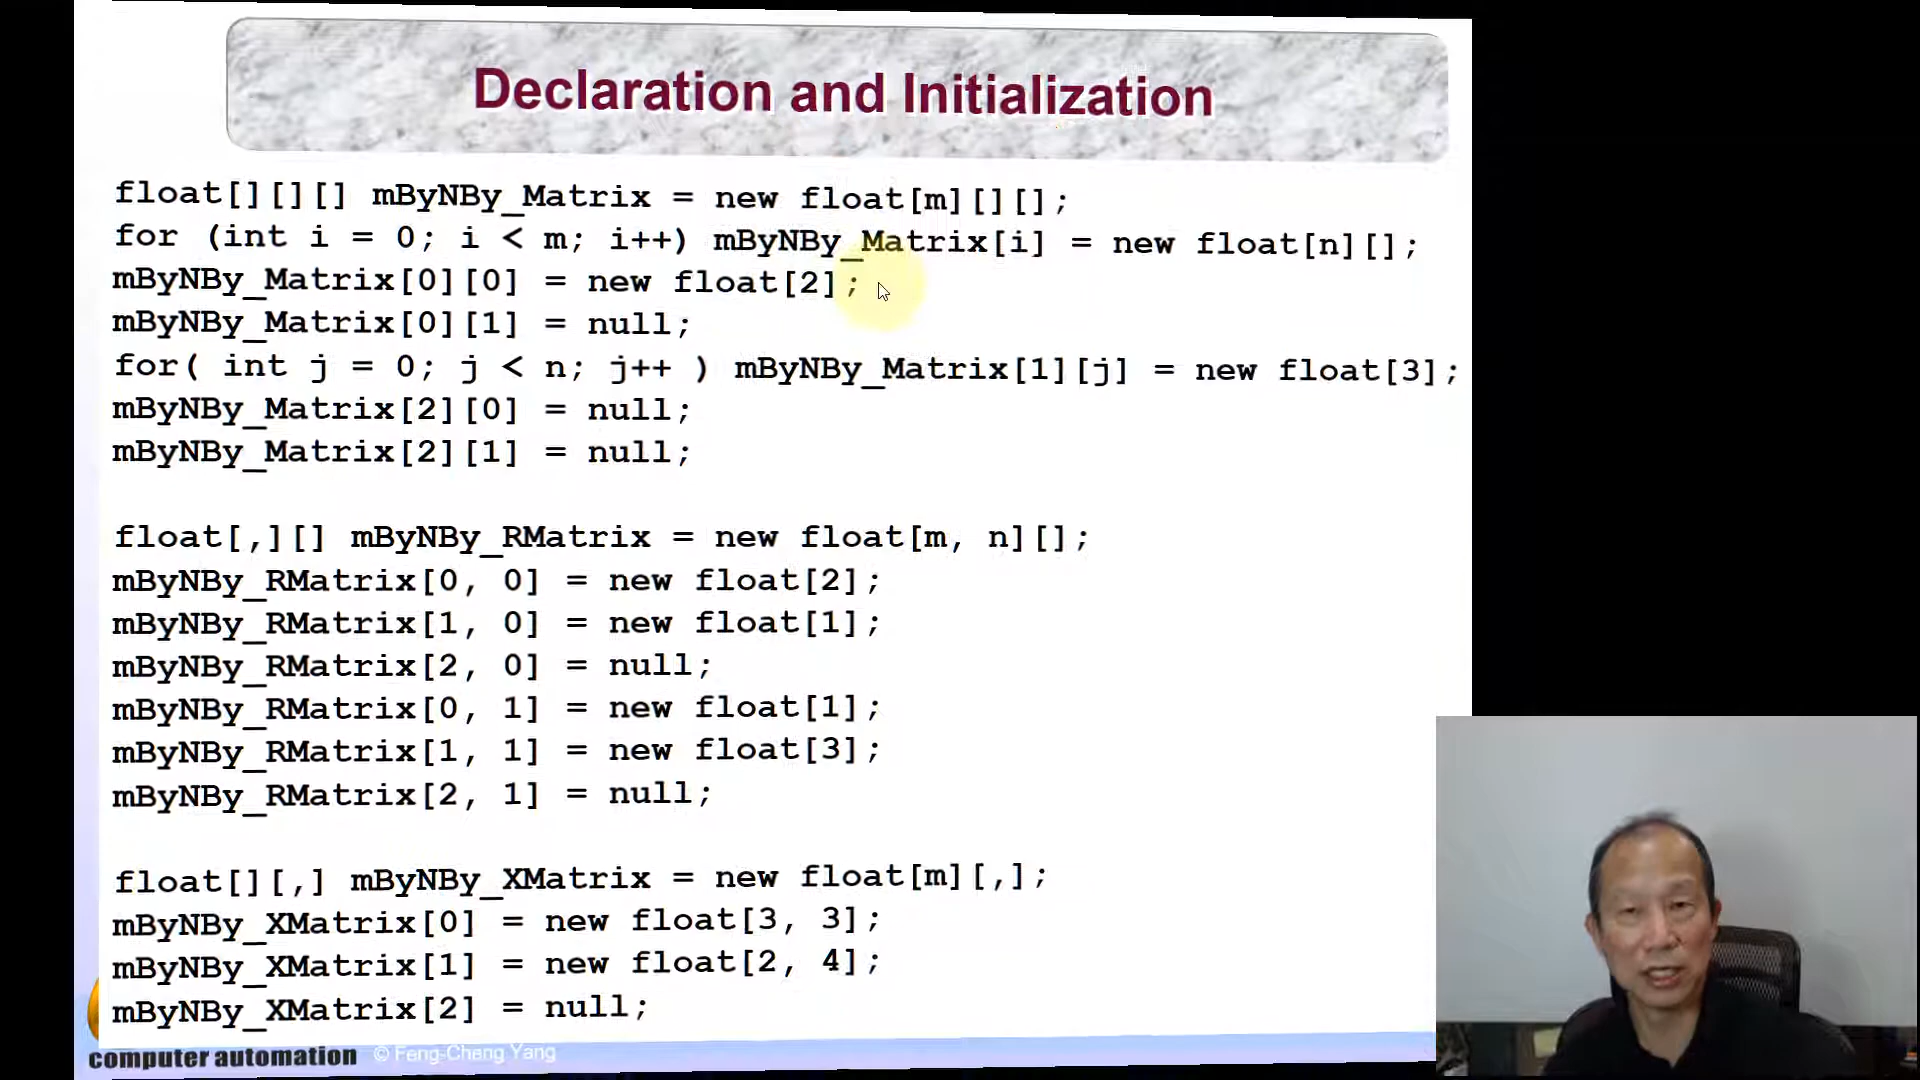 Declaration and Initialization
float[][][] mByNBy_Matrix = new float[m][][];
for (int i = 0; i < m; i++) mByNBy_Matrix[i] = new float[n][];
mByNBy_Matrix[0][0] = new float[2];
mByNBy_Matrix[0][1] = null;
for( int j = 0; j < n; j++ ) mByNBy_Matrix[1][j] = new float[3];
mByNBy_Matrix[2][0] = null;
mByNBy_Matrix[2][1] = null;
float[,][] mByNBy_RMatrix = new float[m, n][];
mByNBy_RMatrix[0, 0] = new float[2];
mByNBy_RMatrix[1, 0] = new float[1];
mByNBy_RMatrix[2, 0] = null;
mByNBy_RMatrix[0, 1] = new float[1];
mByNBy_RMatrix[1, 1] = new float[3];
mByNBy_RMatrix[2, 1] = null;
float[][,] mByNBy_XMatrix = new float[m][,];
mByNBy_XMatrix[0] = new float[3, 3];
mByNBy_XMatrix[1] = new float[2, 4];
mByNBy_XMatrix[2] = null;
computer automation © Feng-Cheng Yang